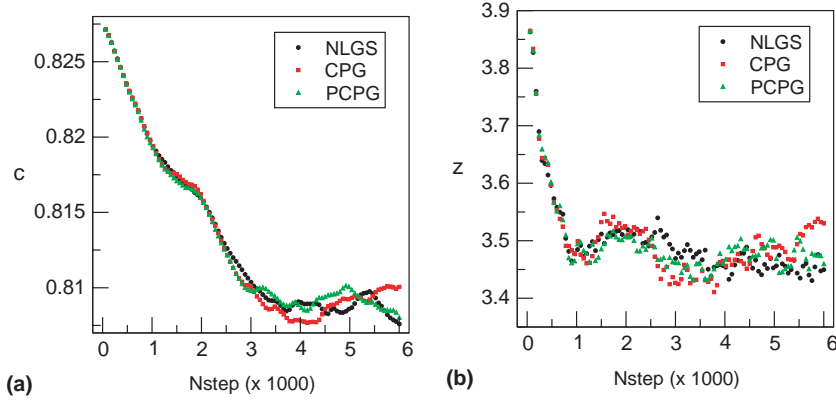 NLGS
CPG
PCPG
0.825
0.82
0.815
0.81
c
0 1 2 3 4 5 6
Nstep (x 1000)
(a)
NLGS
CPG
PCPG
3.9
3.8
3.7
3.6
3.5
3.4
z
0 1 2 3 4 5 6
Nstep (x 1000)
(b)